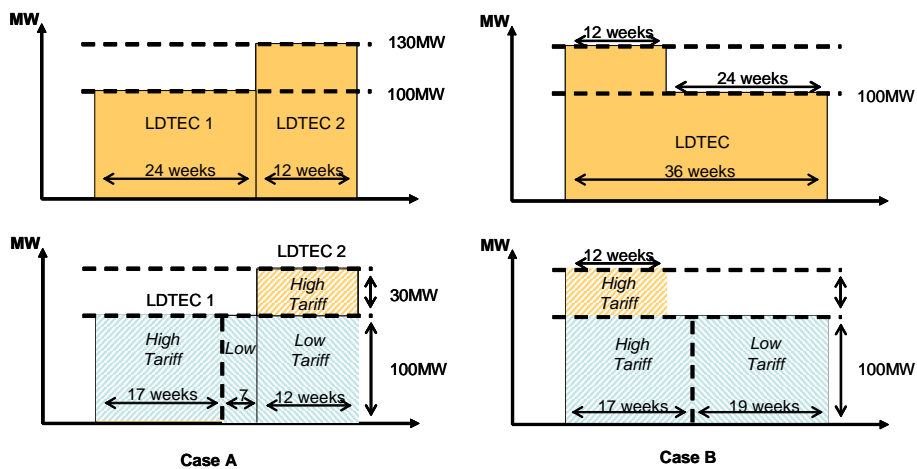 MW
130MW
100MW
LDTEC 1
LDTEC 2
24 weeks
12 weeks
MW
12 weeks
24 weeks
100MW
LDTEC
36 weeks
MW
LDTEC 2
LDTEC 1
High
Tariff
30MW
High
Tariff
Low
Low
Tariff
100MW
17 weeks
7
12 weeks
Case A
MW
12 weeks
High
Tariff
High
Tariff
Low
Tariff
100MW
17 weeks
19 weeks
Case B